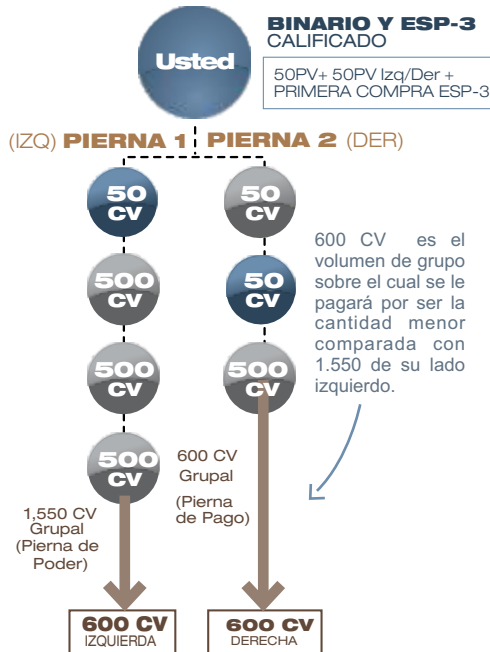 Usted
BINARIO Y ESP-3
CALIFICADO
50PV+ 50PV Izq/Der +
PRIMERA COMPRA ESP-3
(IZQ) PIERNA 1
PIERNA 2 (DER)
50
CV
500
CV
500
CV
500
CV
50
CV
50
CV
500
CV
600 CV es el
volumen de grupo
sobre el cual se le
pagará por ser la
cantidad menor
comparada con
1.550 de su lado
izquierdo.
1,550 CV
Grupal
(Pierna de
Poder)
600 CV
Grupal
(Pierna
de Pago)
600 CV
IZQUIERDA
600 CV
DERECHA